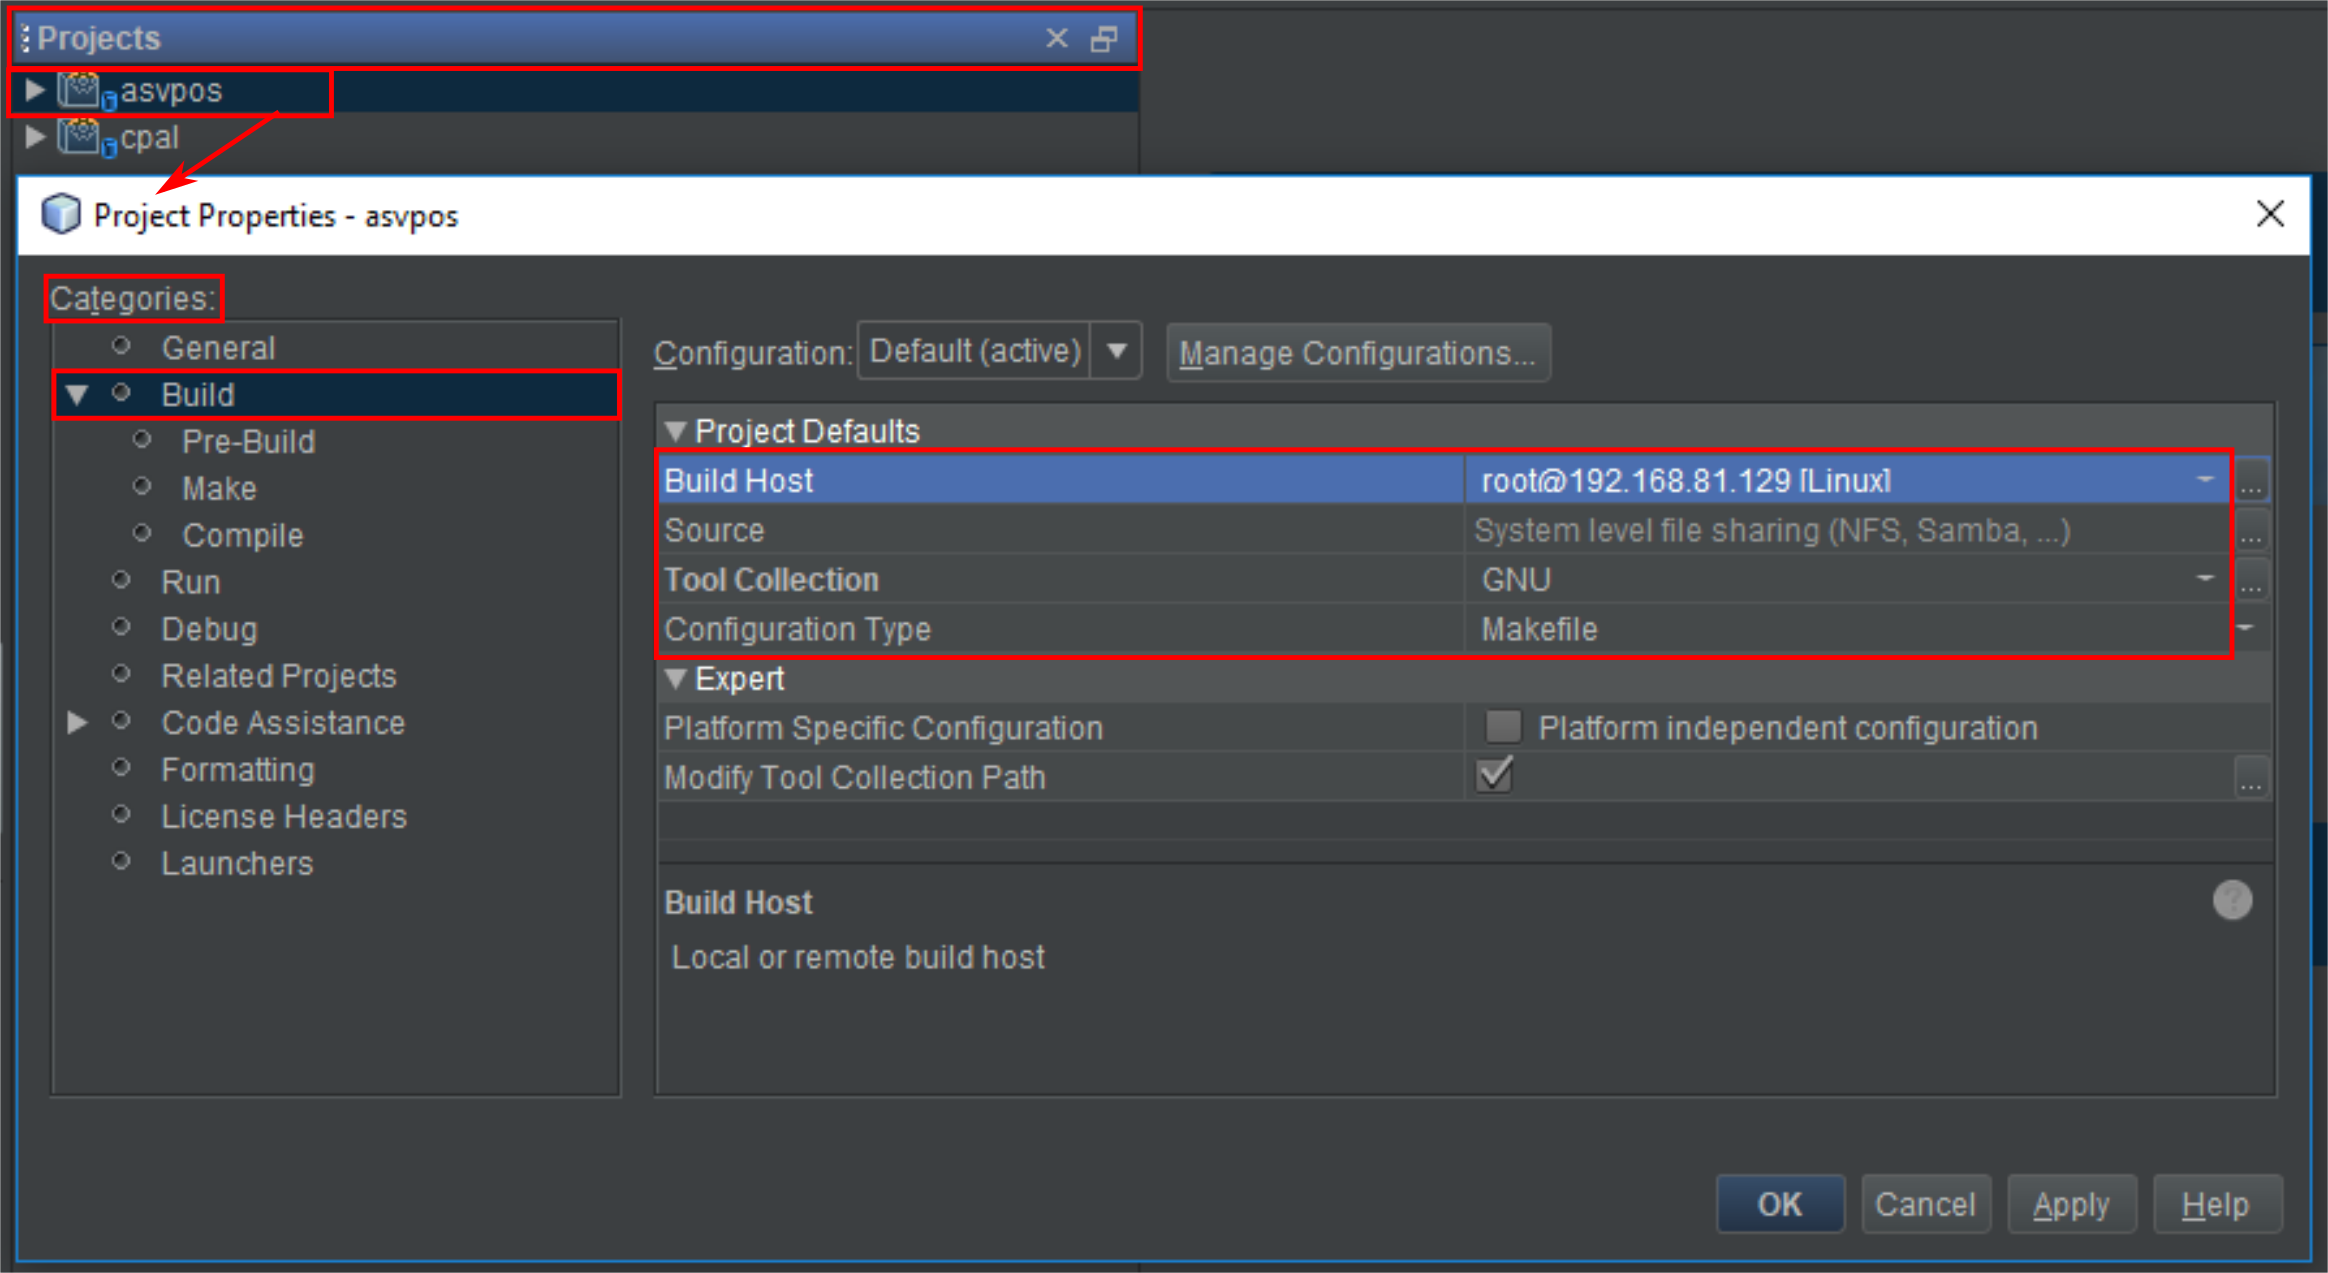 Projects
asvpos
cpal
Project Properties - asvpos
Categories:
General
Build
Pre-Build
Make
Compile
Run
Debug
Related Projects
Code Assistance
Formatting
License Headers
Launchers
Configuration: Default (active) Manage Configurations...
Project Defaults
Build Host root@192.168.81.129 [Linux] ...
Source System level file sharing (NFS, Samba, ...) ...
Tool Collection GNU ...
Configuration Type Makefile
Expert
Platform Specific Configuration Platform independent configuration
Modify Tool Collection Path ...
Build Host ?
Local or remote build host
OK Cancel Apply Help